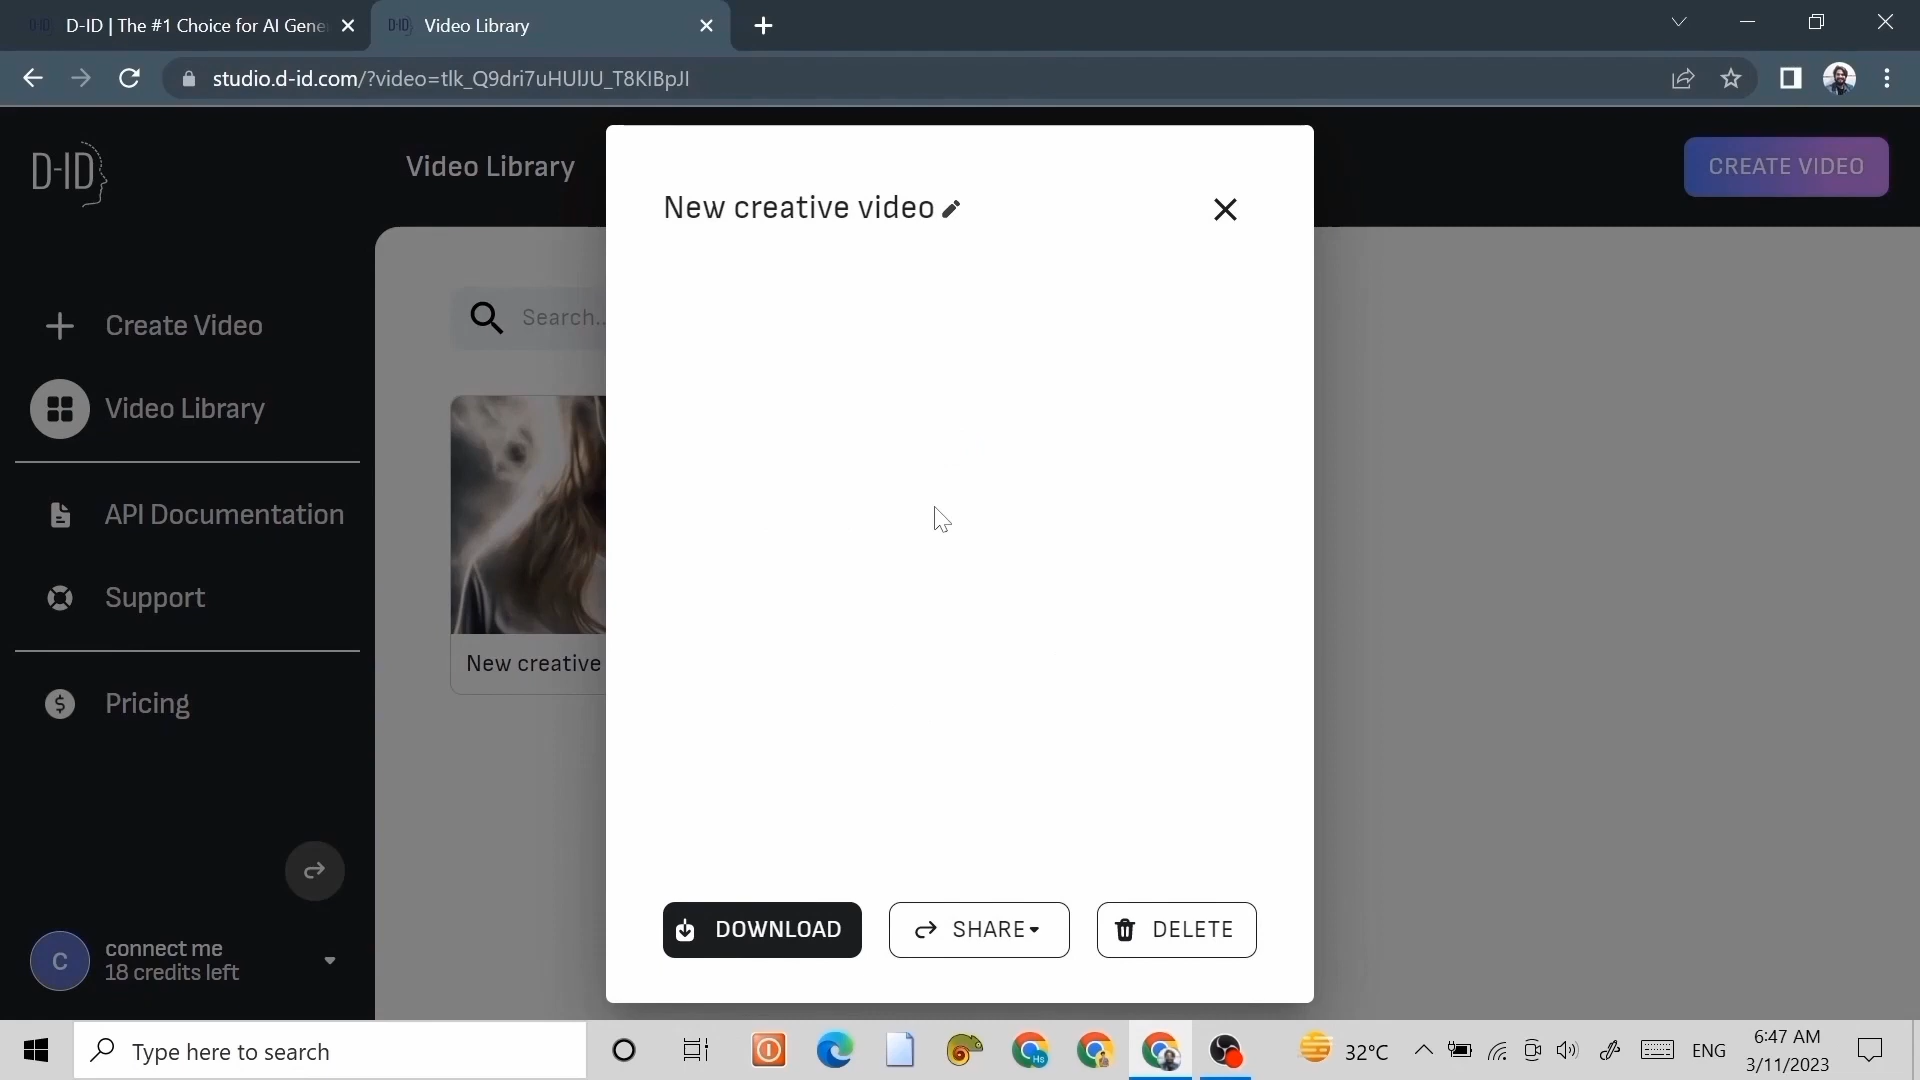 D-ID | The #1 Choice for AI Gene
Video Library
studio.d-id.com/?video=tlk_Q9dri7uHUlJU_T8KIBpJI
D-ID
Video Library
CREATE VIDEO
New creative video
Create Video
Search..
Video Library
API Documentation
Support
New creative
Pricing
DOWNLOAD
SHARE
DELETE
C
connect me
18 credits left
Type here to search
Hs
32°C
ENG
6:47 AM
3/11/2023